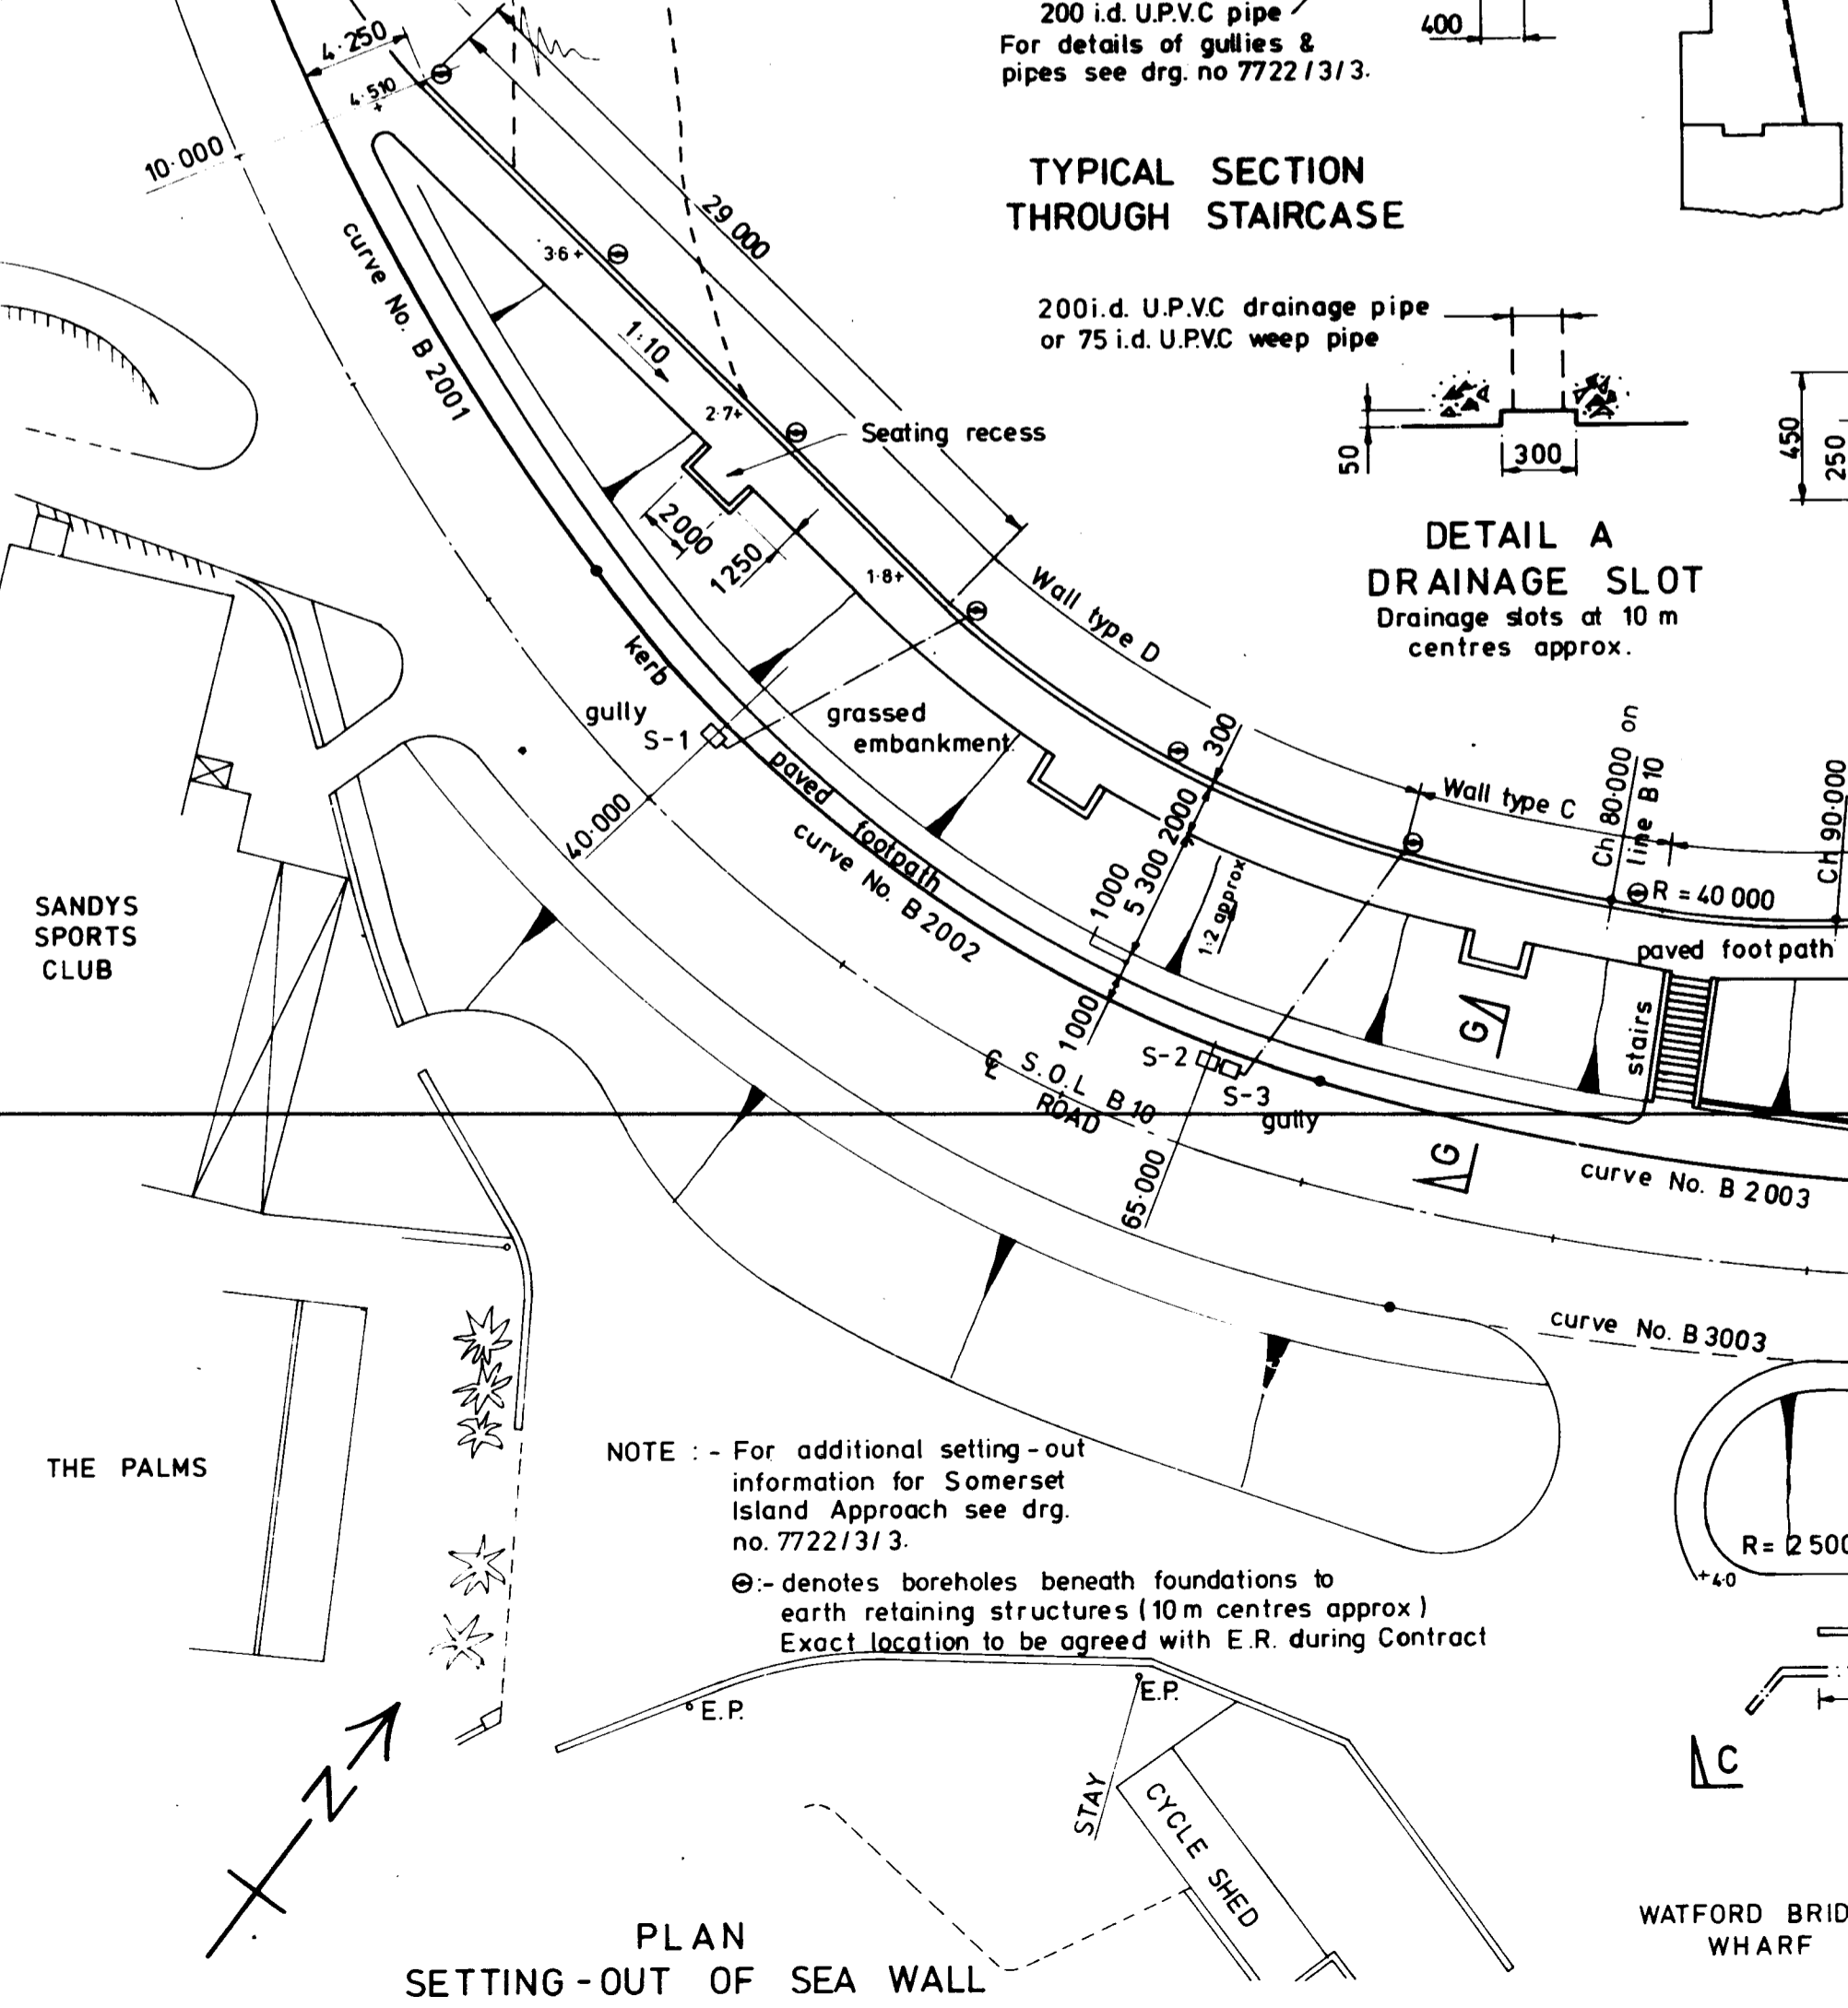 200 i.d. U.P.V.C pipe
For details of gullies &
pipes see drg. no 7722/3/3.
400
TYPICAL SECTION
THROUGH STAIRCASE
4·250
4·510
10·000
29 000
curve No. B 2001
3·6
1:10
2·7
Seating recess
2000
1250
1·8
200i.d. U.P.V.C drainage pipe
or 75 i.d. U.P.V.C weep pipe
50
300
450
250
DETAIL A
DRAINAGE SLOT
Drainage slots at 10 m
centres approx.
Wall type D
kerb
gully
S-1
grassed
embankment
40·000
paved footpath
curve No. B 2002
300
2000
5 300
1000
1000
1:2 approx
Wall type C
Ch 80·000 on
line B10
Ch 90·000
R = 40 000
paved footpath
stairs
G
G
S-2
S-3
gully
℄ S.O.L B 10
ROAD
65·000
curve No. B 2003
curve No. B 3003
SANDYS
SPORTS
CLUB
THE PALMS
NOTE :- For additional setting-out
information for Somerset
Island Approach see drg.
no. 7722/3/3.
:- denotes boreholes beneath foundations to
earth retaining structures (10 m centres approx)
Exact location to be agreed with E.R. during Contract
R= 2 500
+4·0
E.P.
E.P.
STAY
CYCLE SHED
C
N
WATFORD BRID
WHARF
PLAN
SETTING-OUT OF SEA WALL